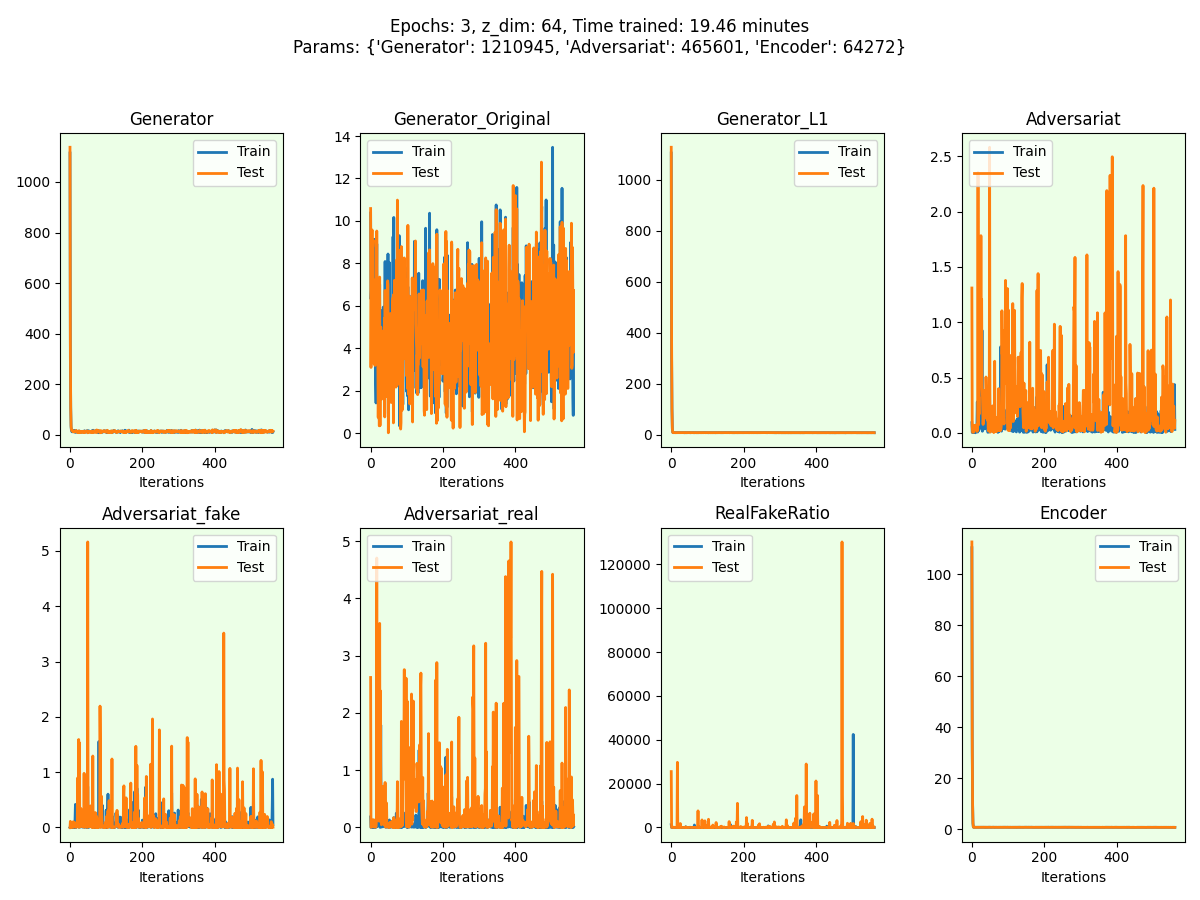 Epochs: 3, z_dim: 64, Time trained: 19.46 minutes
Params: {'Generator': 1210945, 'Adversariat': 465601, 'Encoder': 64272}
Generator
Train
Test
1000
800
600
400
200
0
0 200 400
Iterations
Generator_Original
Train
Test
14
12
10
8
6
4
2
0
0 200 400
Iterations
Generator_L1
Train
Test
1000
800
600
400
200
0
0 200 400
Iterations
Adversariat
Train
Test
2.5
2.0
1.5
1.0
0.5
0.0
0 200 400
Iterations
Adversariat_fake
Train
Test
5
4
3
2
1
0
0 200 400
Iterations
Adversariat_real
Train
Test
5
4
3
2
1
0
0 200 400
Iterations
RealFakeRatio
Train
Test
120000
100000
80000
60000
40000
20000
0
0 200 400
Iterations
Encoder
Train
Test
100
80
60
40
20
0
0 200 400
Iterations